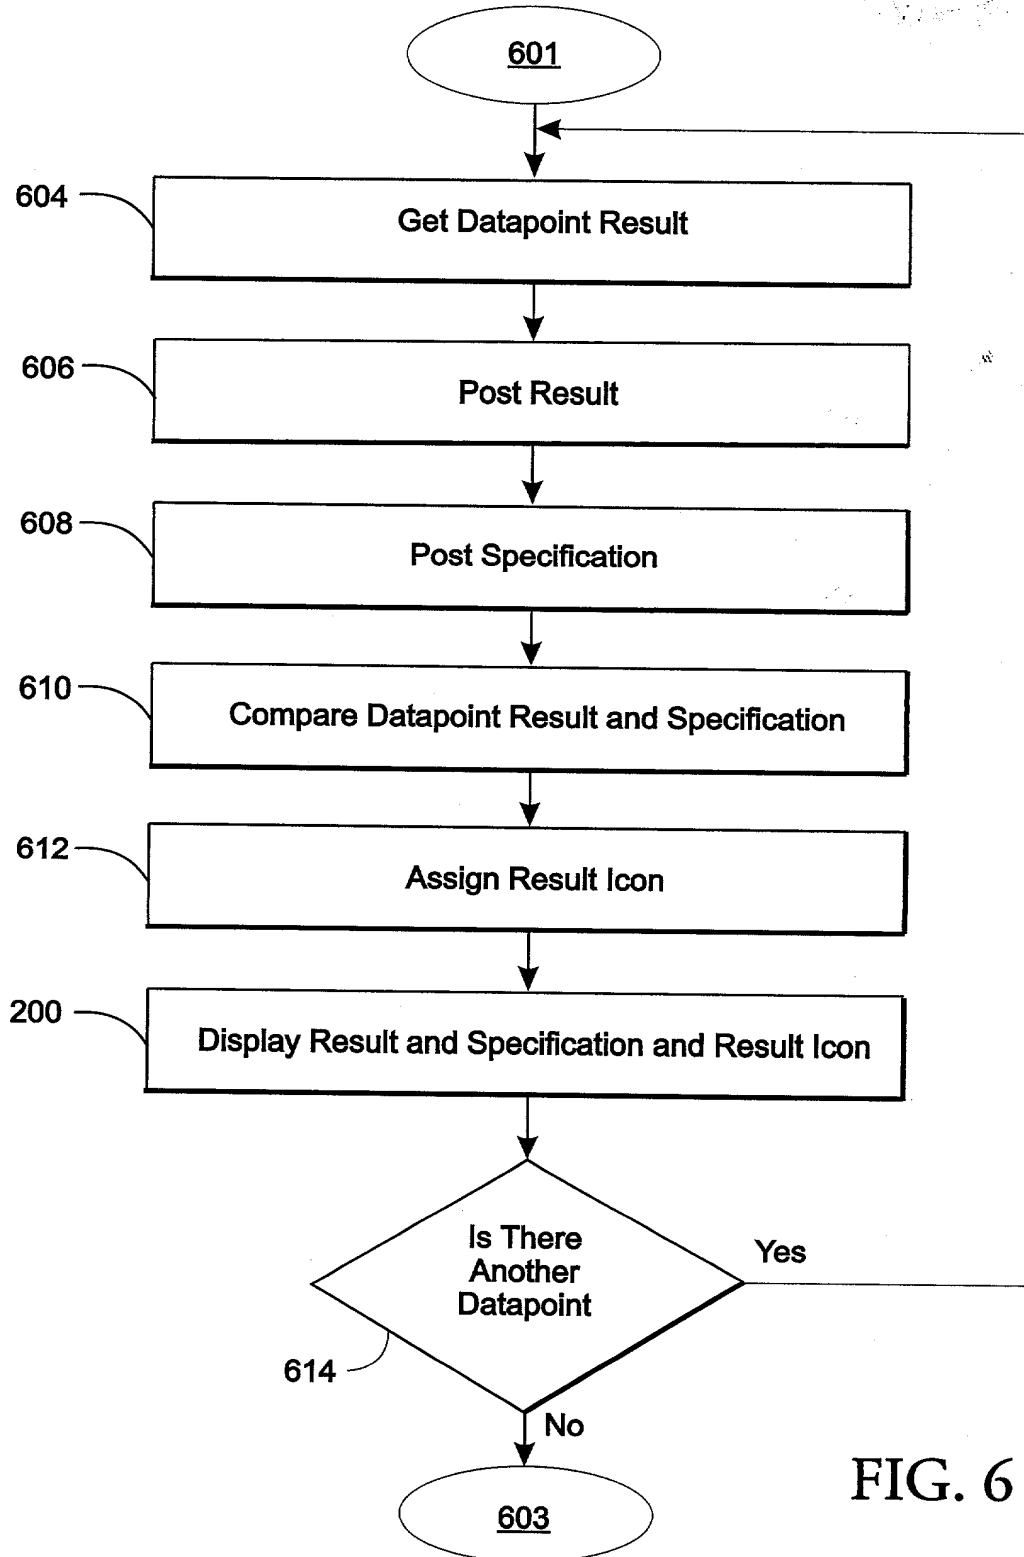 601
604
Get Datapoint Result
606
Post Result
608
Post Specification
610
Compare Datapoint Result and Specification
612
Assign Result Icon
200
Display Result and Specification and Result Icon
Is There
Another
Datapoint
Yes
614
No
603
FIG. 6